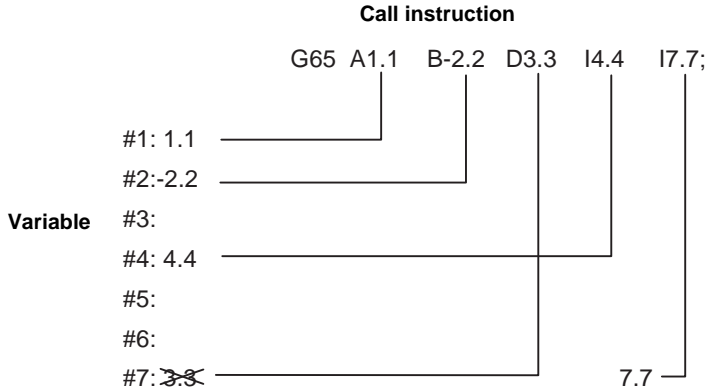 Call instruction
G65 A1.1 B-2.2 D3.3 I4.4 I7.7;
#1: 1.1
#2:-2.2
Variable #3:
#4: 4.4
#5:
#6:
#7: 3.3 7.7